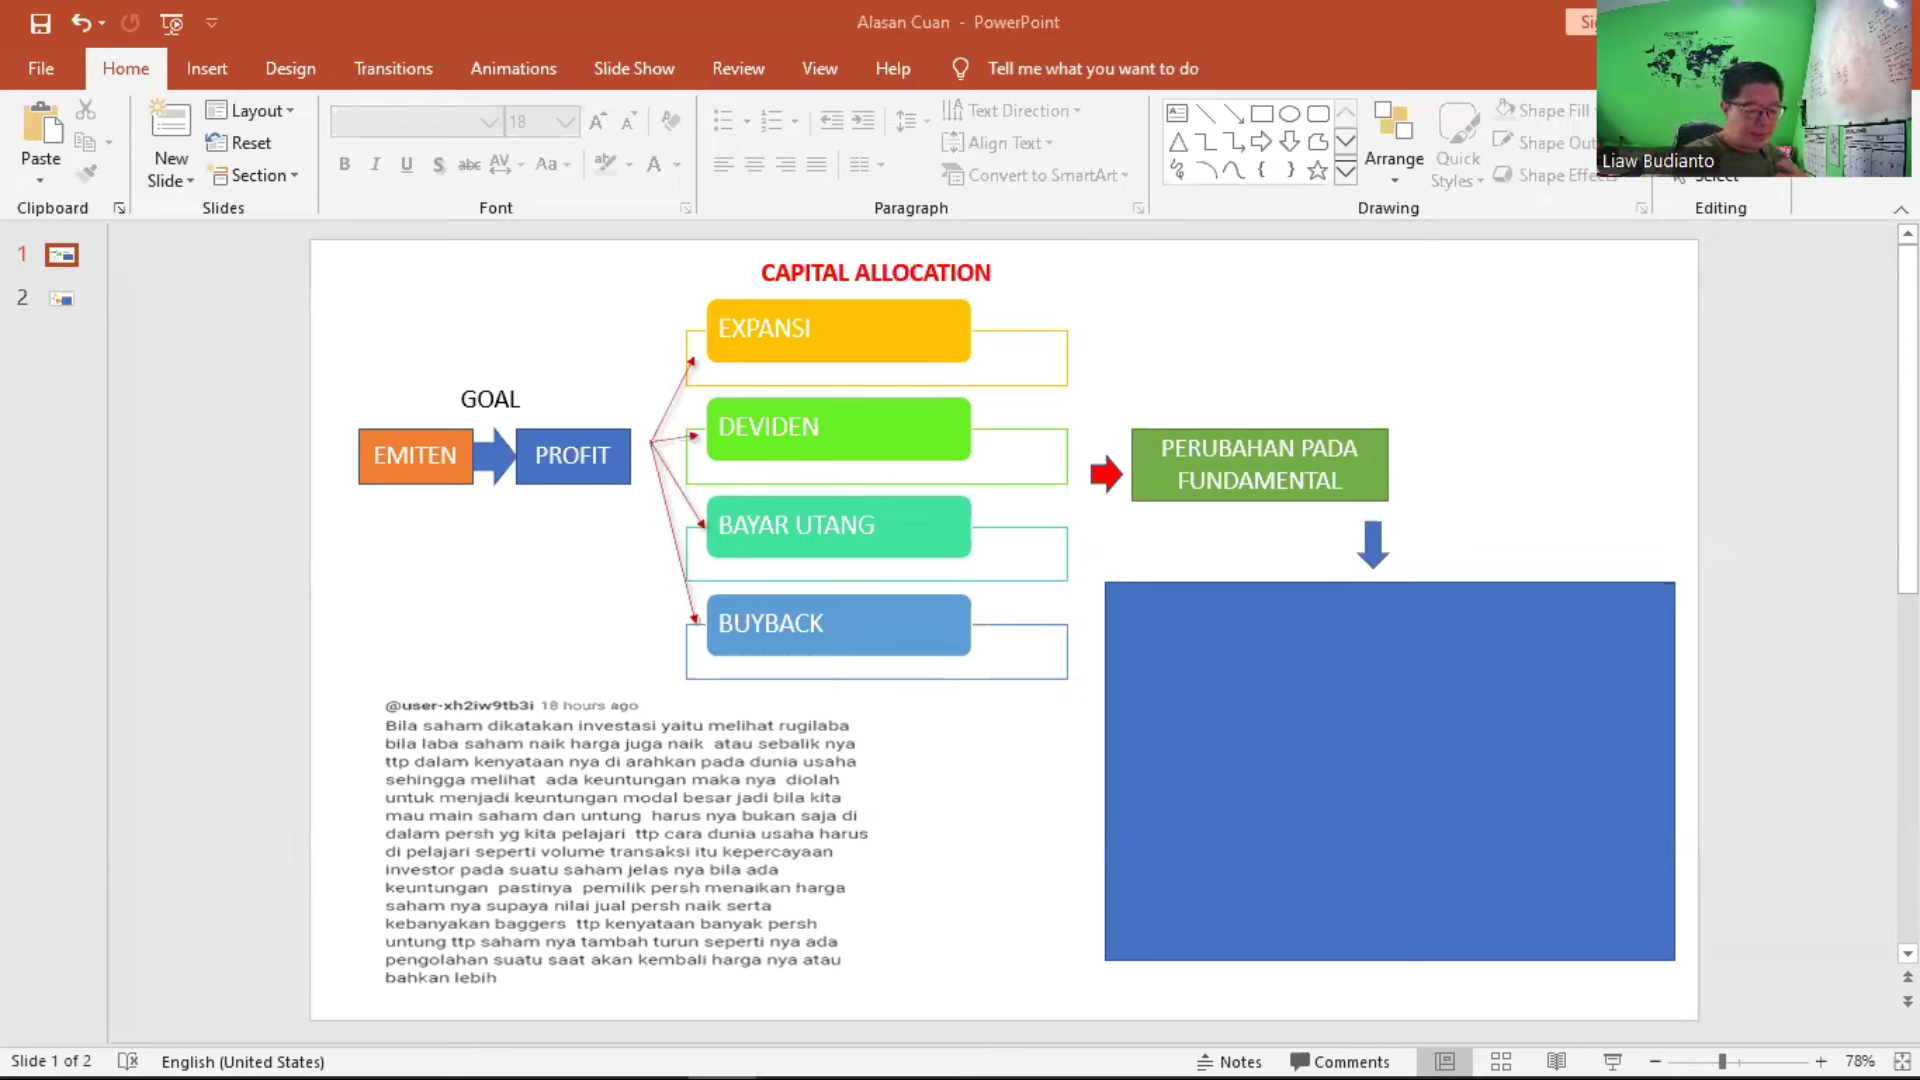 Alasan Cuan - PowerPoint
File
Home
Insert
Design
Transitions
Animations
Slide Show
Review
View
Help
Tell me what you want to do
Paste
Clipboard
New
Slide
Layout
Reset
Section
Slides
18
Font
Text Direction
Align Text
Convert to SmartArt
Paragraph
Arrange
Quick
Styles
Shape Fill
Shape Effects
Drawing
Select
Editing
Liaw Budianto
1
2
CAPITAL ALLOCATION
EXPANSI
GOAL
DEVIDEN
EMITEN
PROFIT
PERUBAHAN PADA
FUNDAMENTAL
BAYAR UTANG
BUYBACK
@user-xh2iw9tb3i 18 hours ago
Bila saham dikatakan investasi yaitu melihat rugilaba
bila laba saham naik harga juga naik atau sebalik nya
ttp dalam kenyataan nya di arahkan pada dunia usaha
sehingga melihat ada keuntungan maka nya diolah
untuk menjadi keuntungan modal besar jadi bila kita
mau main saham dan untung harus nya bukan saja di
dalam persh yg kita pelajari ttp cara dunia usaha harus
di pelajari seperti volume transaksi itu kepercayaan
investor pada suatu saham jelas nya bila ada
keuntungan pastinya pemilik persh menaikan harga
saham nya supaya nilai jual persh naik serta
kebanyakan baggers ttp kenyataan banyak persh
untung ttp saham nya tambah turun seperti nya ada
pengolahan suatu saat akan kembali harga nya atau
bahkan lebih
Slide 1 of 2
English (United States)
Notes
Comments
78%